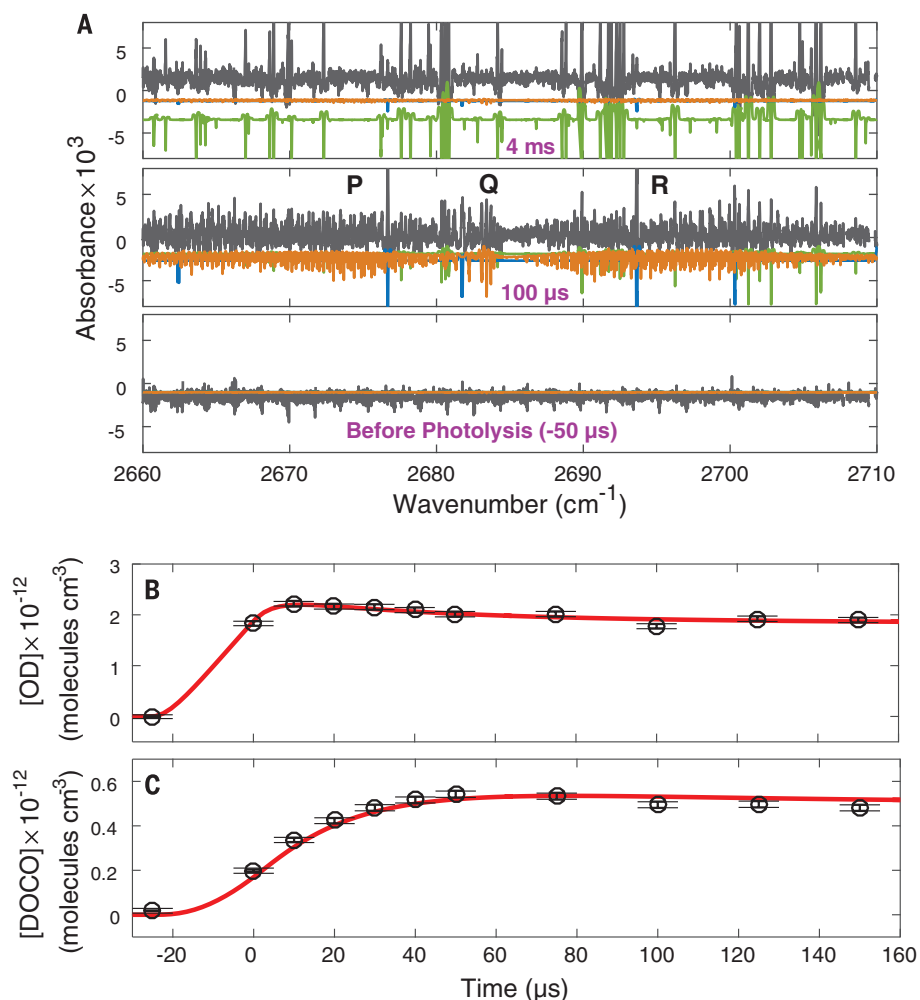 A
5
0
-5
4 ms
P Q R
5
0
-5
100 µs
5
0
-5
Before Photolysis (-50 µs)
Absorbance×10³
2660 2670 2680 2690 2700 2710
Wavenumber (cm⁻¹)
B
3
2
1
0
[OD]×10⁻¹²
(molecules cm⁻³)
C
0.6
0.4
0.2
0
[DOCO]×10⁻¹²
(molecules cm⁻³)
-20 0 20 40 60 80 100 120 140 160
Time (µs)